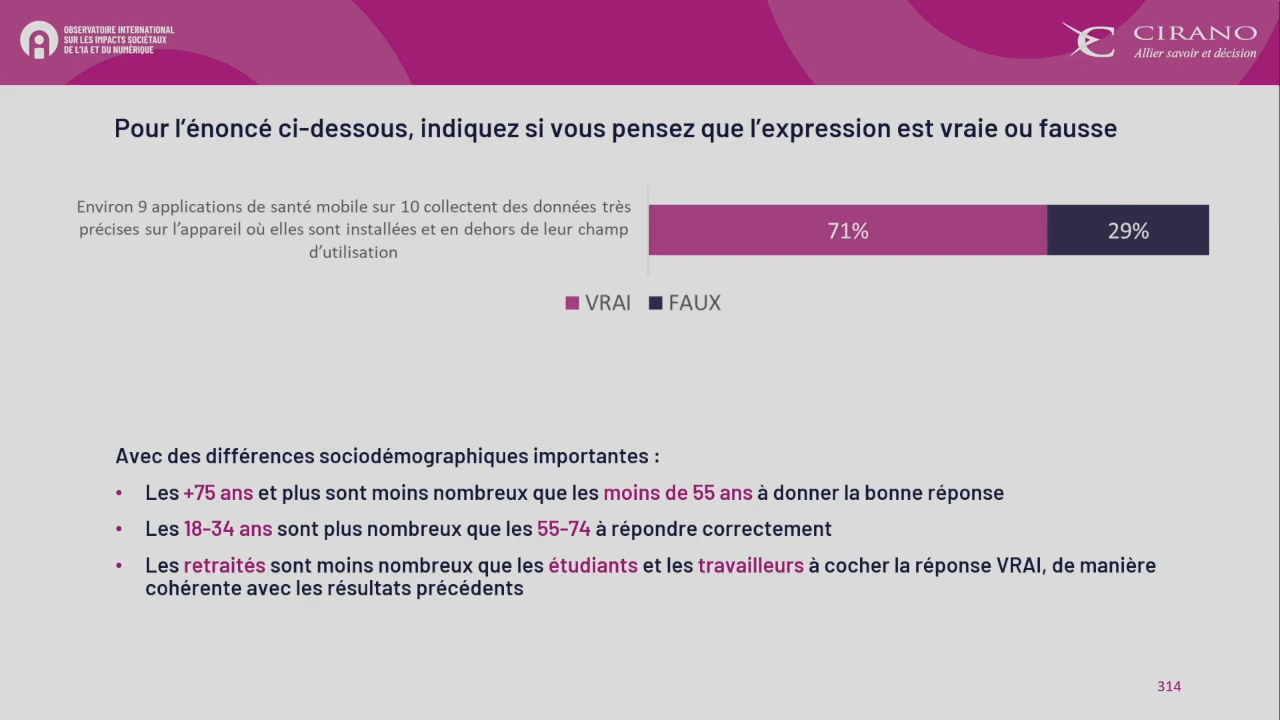 OBSERVATOIRE INTERNATIONAL
SUR LES IMPACTS SOCIÉTAUX
DE L'IA ET DU NUMÉRIQUE
CIRANO
Allier savoir et décision
Pour l’énoncé ci-dessous, indiquez si vous pensez que l’expression est vraie ou fausse
Environ 9 applications de santé mobile sur 10 collectent des données très
précises sur l’appareil où elles sont installées et en dehors de leur champ
d’utilisation
71%
29%
VRAI
FAUX
Avec des différences sociodémographiques importantes :
• Les +75 ans et plus sont moins nombreux que les moins de 55 ans à donner la bonne réponse
• Les 18-34 ans sont plus nombreux que les 55-74 à répondre correctement
• Les retraités sont moins nombreux que les étudiants et les travailleurs à cocher la réponse VRAI, de manière
cohérente avec les résultats précédents
314